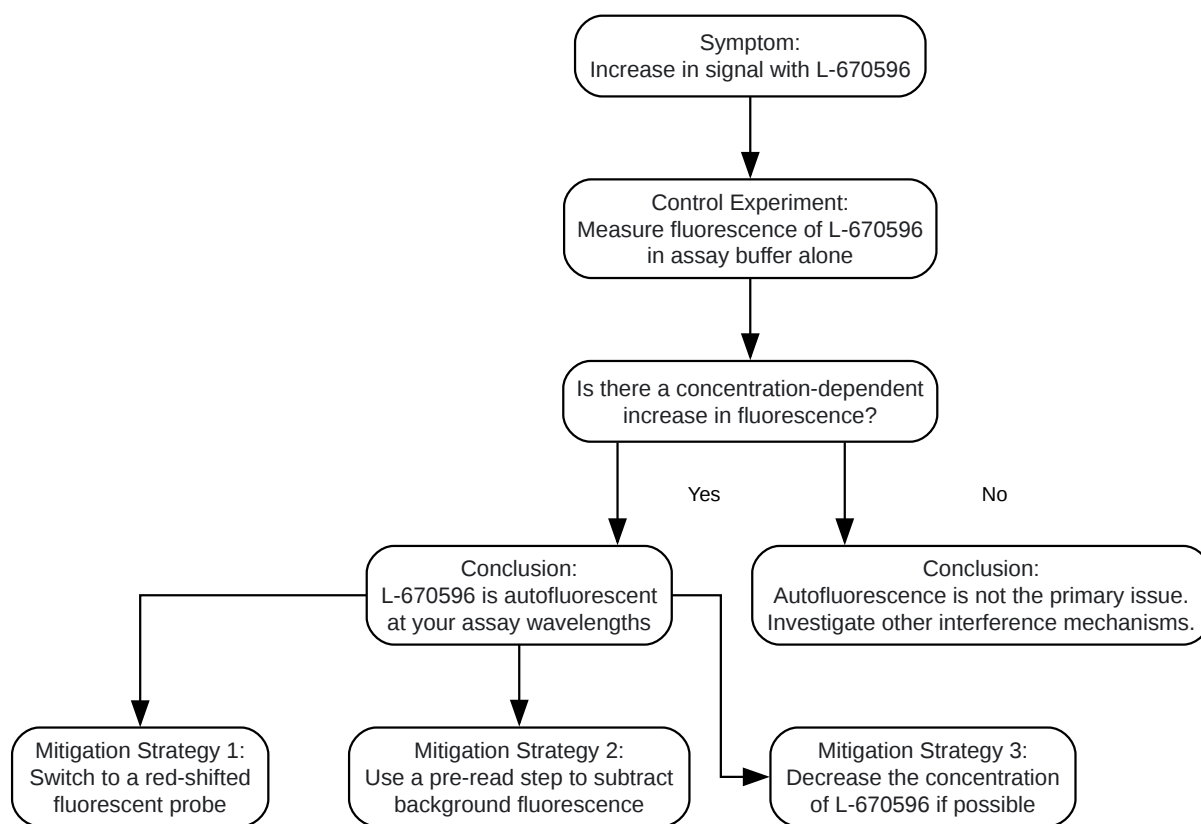 Symptom:
Increase in signal with L-670596
Control Experiment:
Measure fluorescence of L-670596
in assay buffer alone
Is there a concentration-dependent
increase in fluorescence?
Yes
No
Conclusion:
L-670596 is autofluorescent
at your assay wavelengths
Conclusion:
Autofluorescence is not the primary issue.
Investigate other interference mechanisms.
Mitigation Strategy 1:
Switch to a red-shifted
fluorescent probe
Mitigation Strategy 2:
Use a pre-read step to subtract
background fluorescence
Mitigation Strategy 3:
Decrease the concentration
of L-670596 if possible